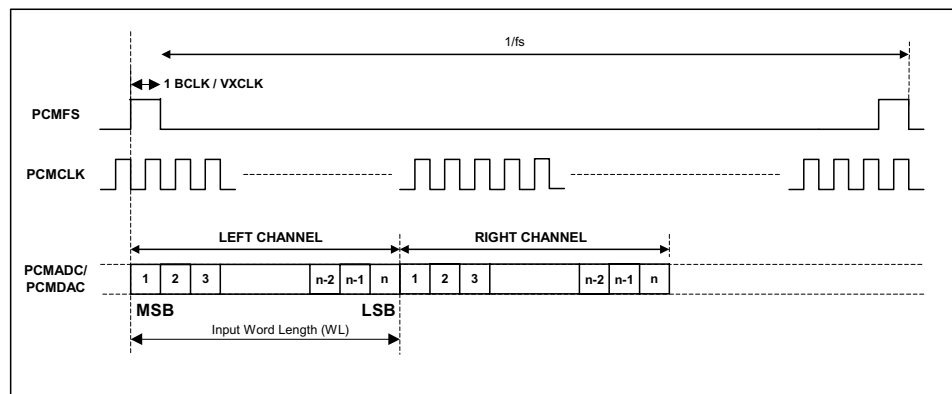 1/fs
1 BCLK / VXCLK
PCMFS
PCMCLK
LEFT CHANNEL RIGHT CHANNEL
PCMADC/
PCMDAC
1 2 3 n-2 n-1 n 1 2 3 n-2 n-1 n
MSB LSB
Input Word Length (WL)